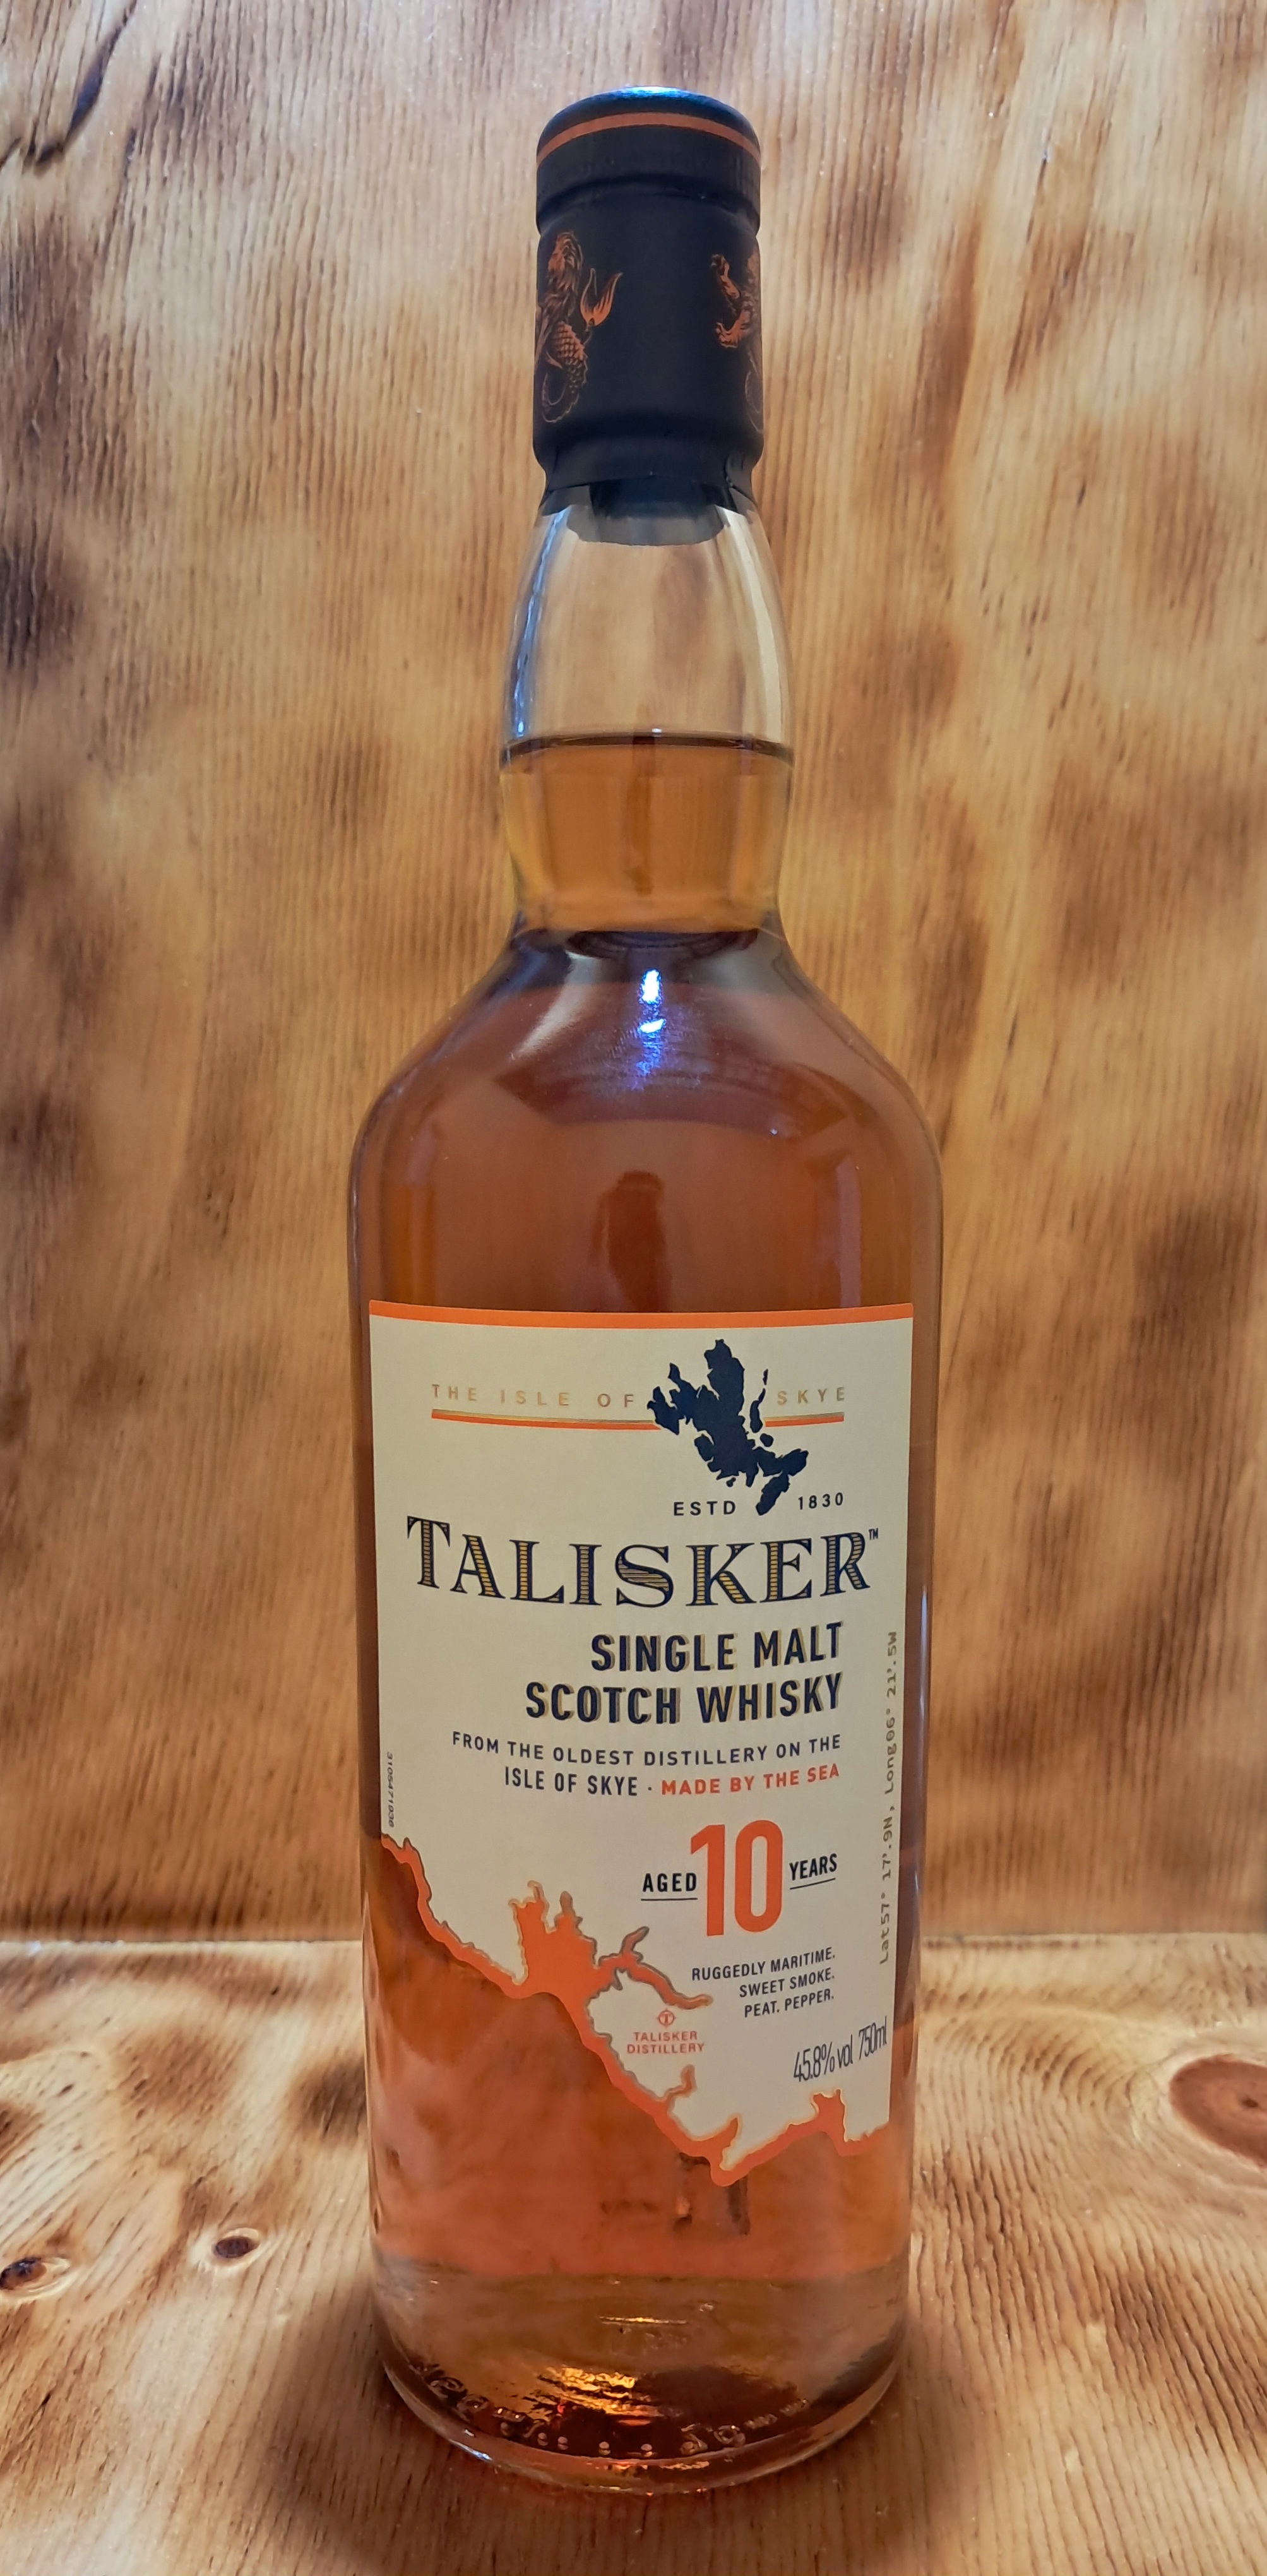 THE ISLE OF SKYE
ESTD 1830
TALISKER™
SINGLE MALT
SCOTCH WHISKY
FROM THE OLDEST DISTILLERY ON THE
ISLE OF SKYE · MADE BY THE SEA
AGED 10 YEARS
RUGGEDLY MARITIME.
SWEET SMOKE.
PEAT. PEPPER.
TALISKER
DISTILLERY
45.8% vol 750ml
Lat57° 17'.9N, Long06° 21'.5W